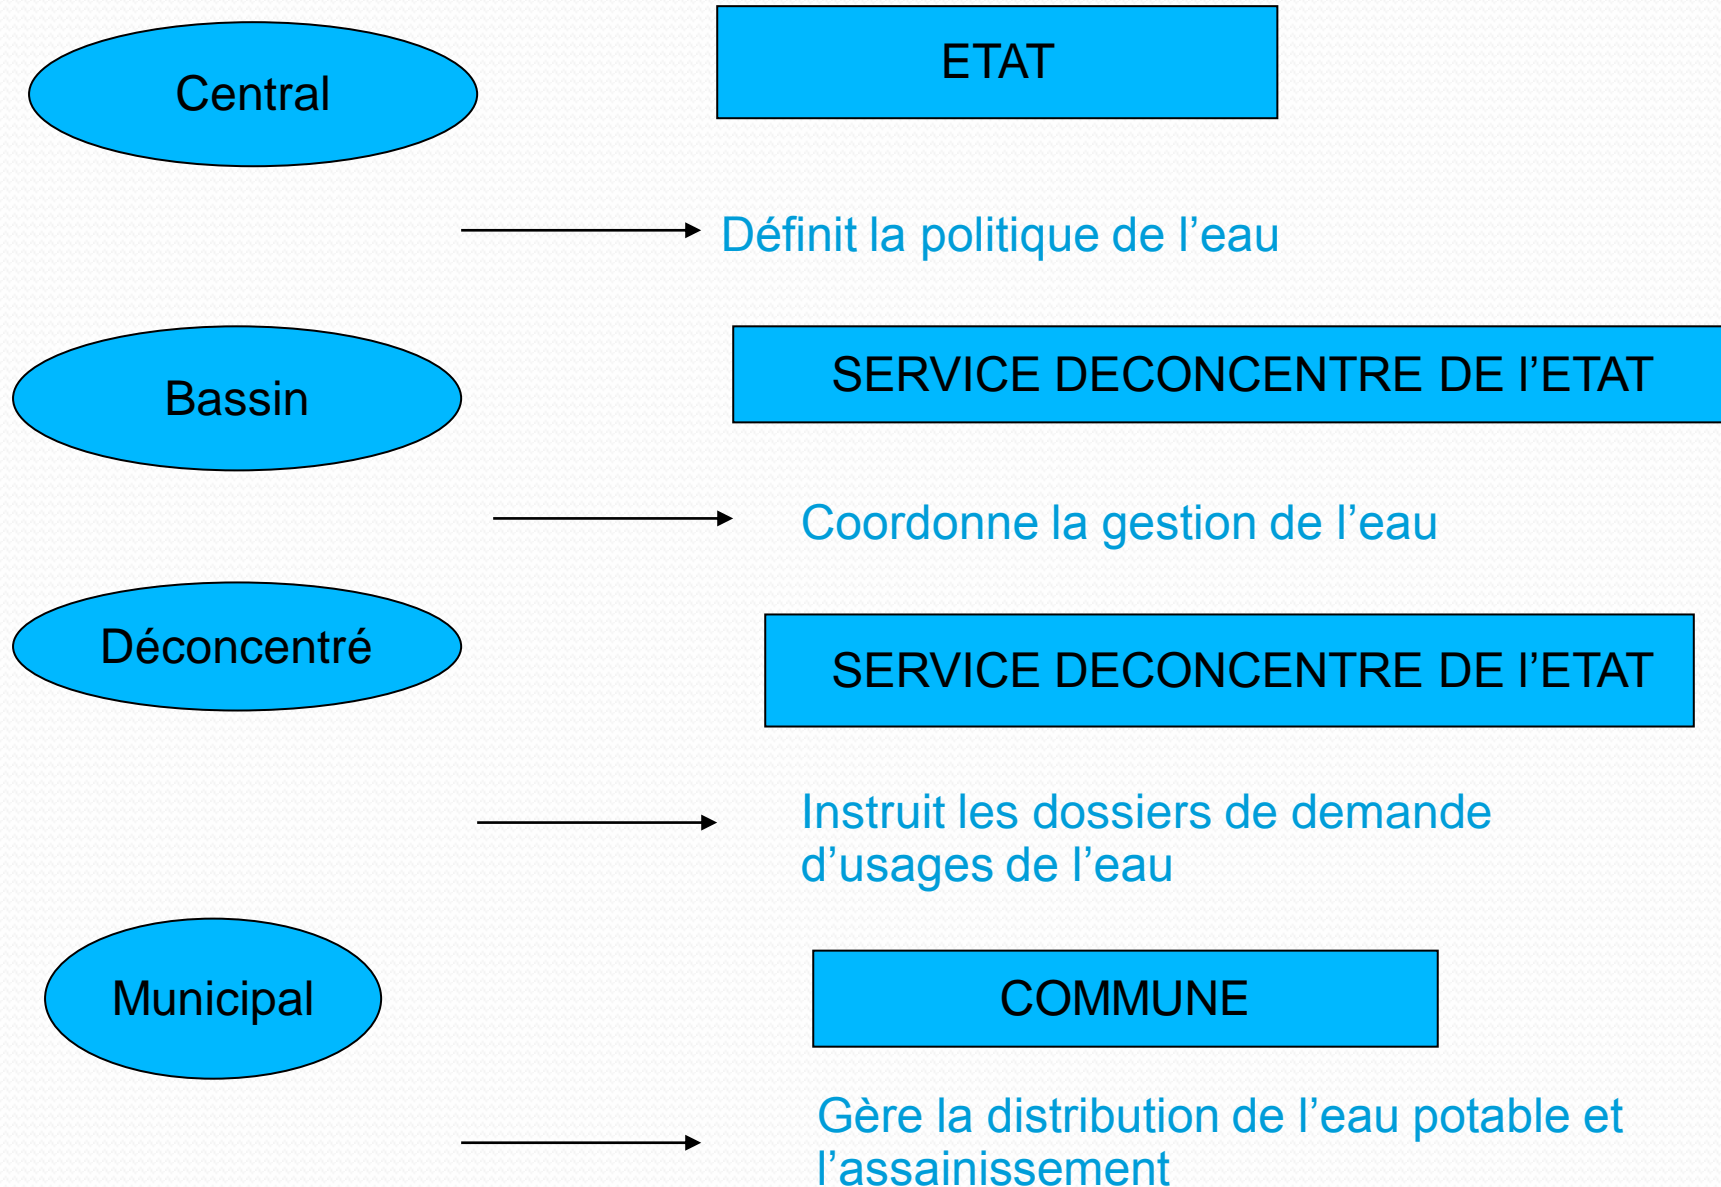 Central
ETAT
Définit la politique de l’eau
Bassin
SERVICE DECONCENTRE DE l’ETAT
Coordonne la gestion de l’eau
Déconcentré
SERVICE DECONCENTRE DE l’ETAT
Instruit les dossiers de demande
d’usages de l’eau
Municipal
COMMUNE
Gère la distribution de l’eau potable et
l’assainissement